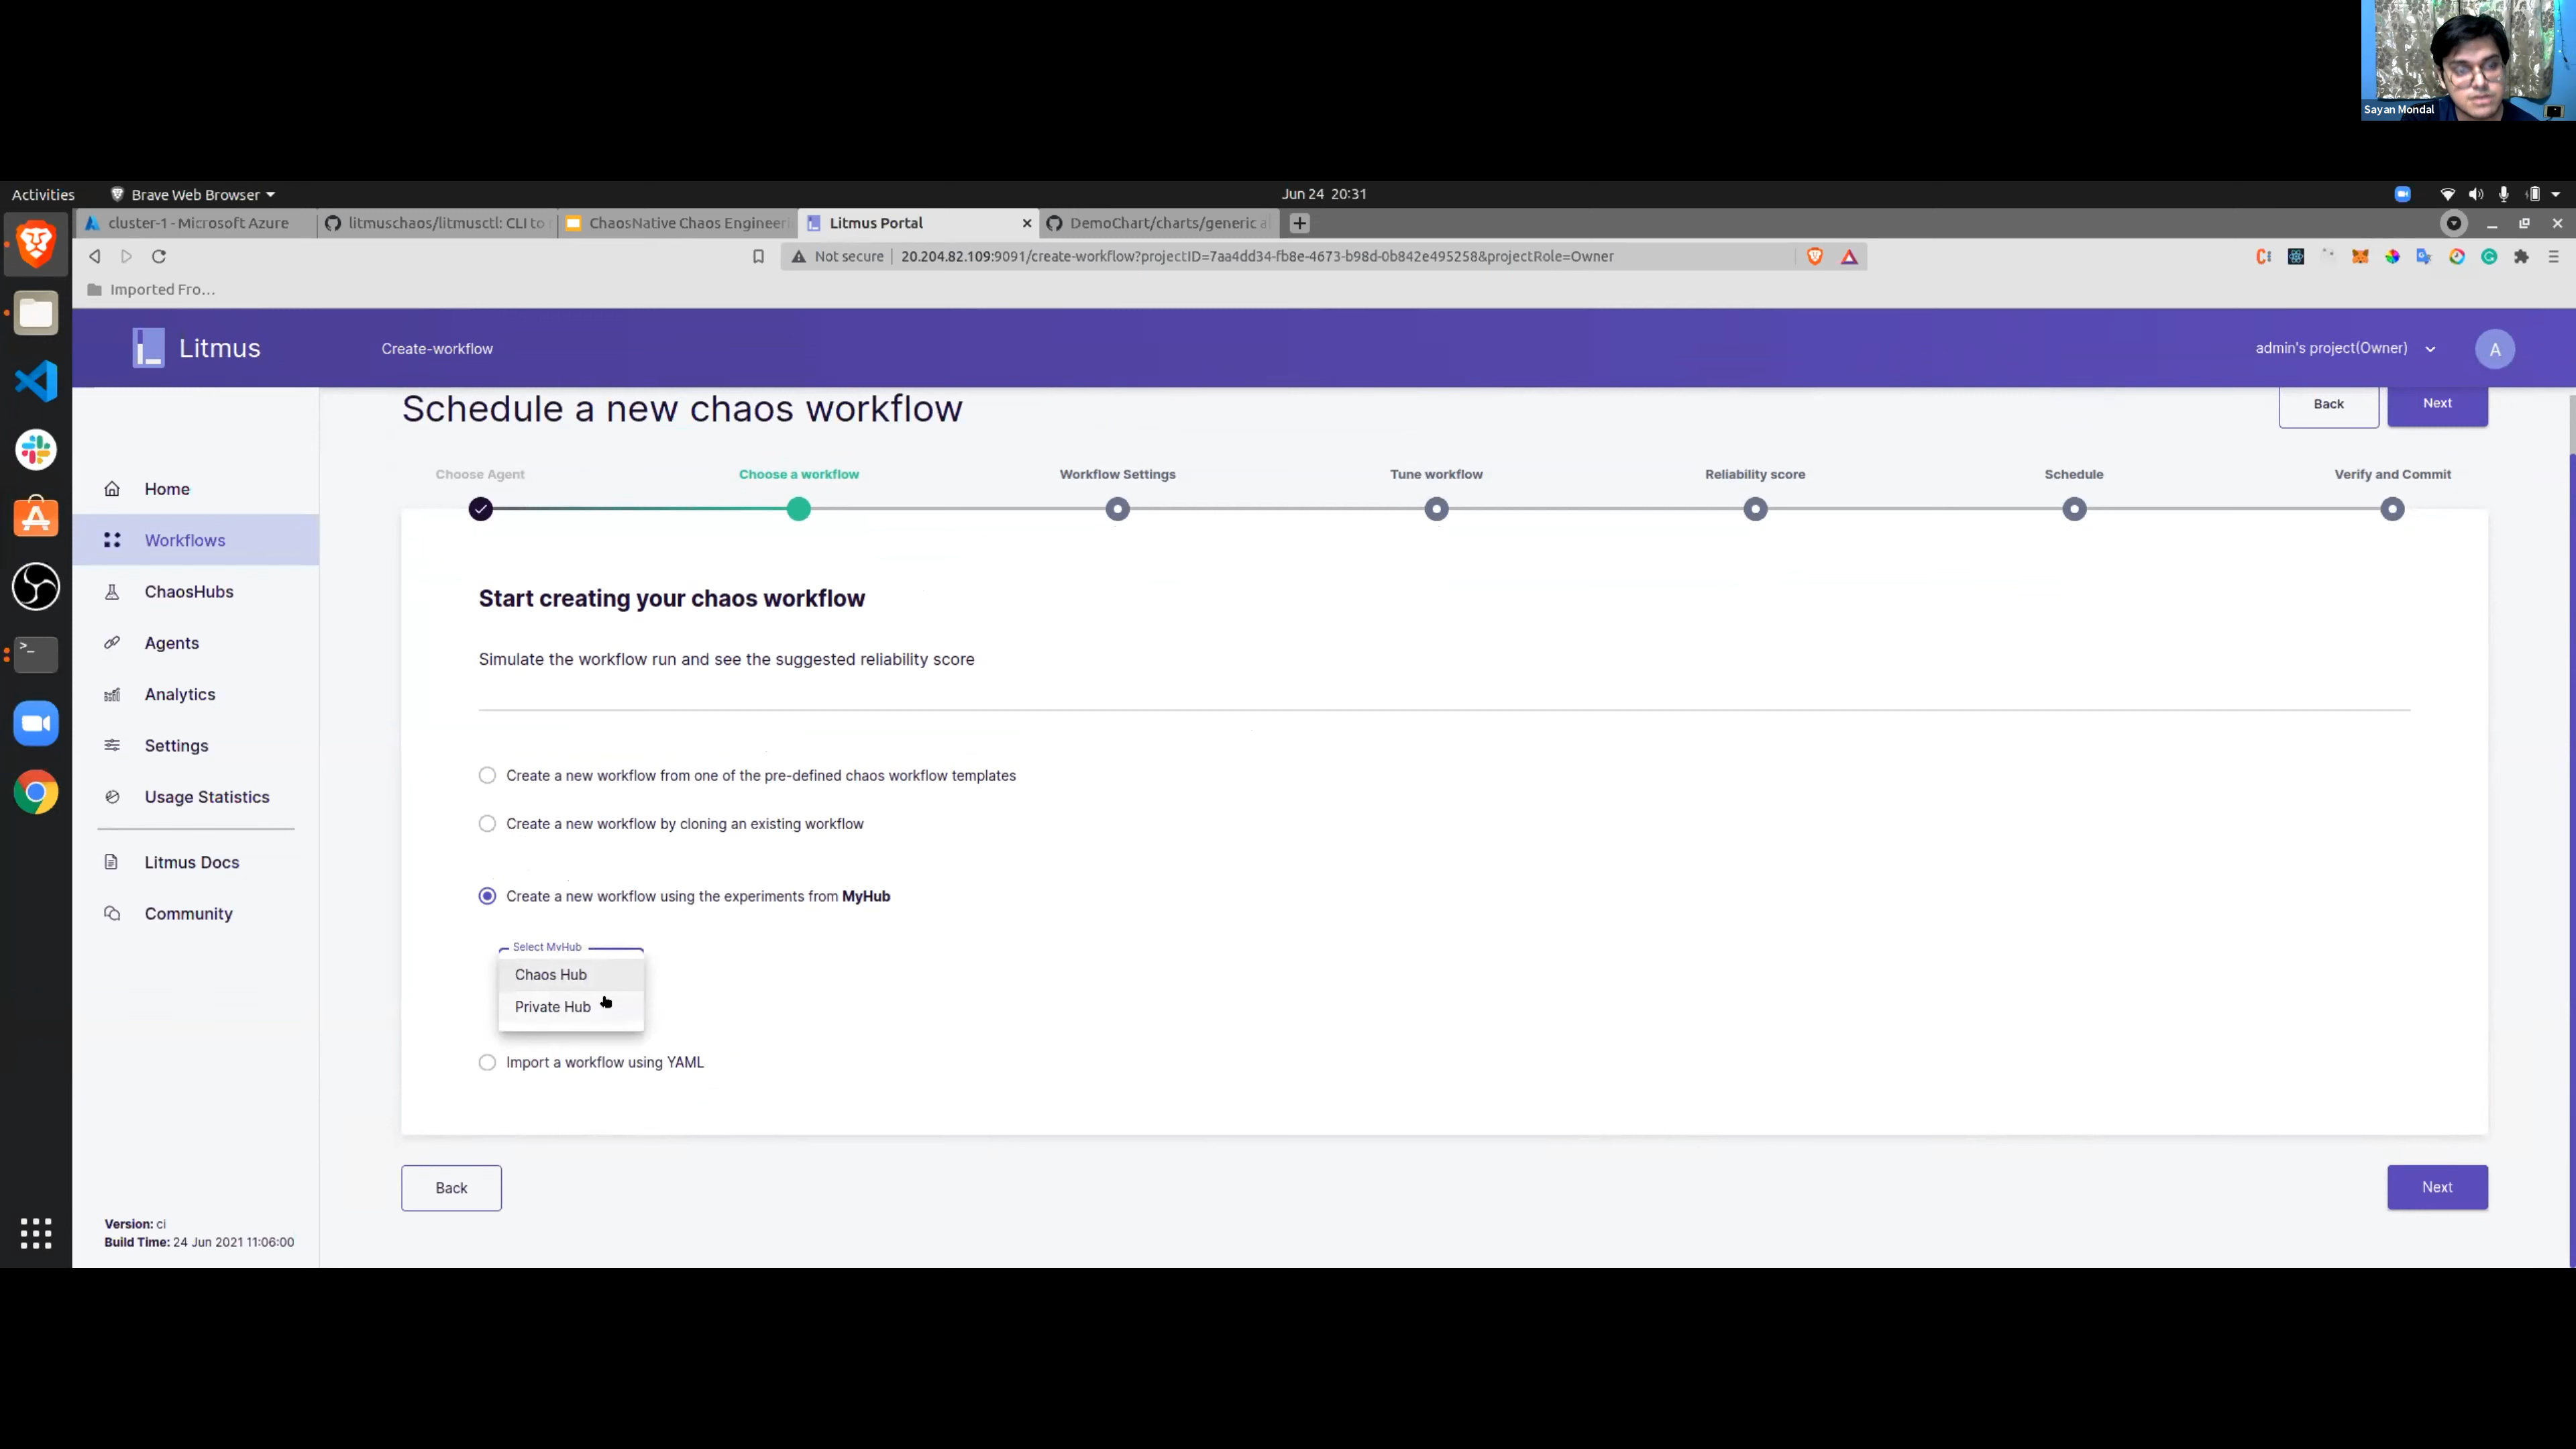 Sayan Mondal
Activities
Brave Web Browser
Jun 24 20:31
cluster-1 - Microsoft Azure
litmuschaos/litmusctl: CLI to
ChaosNative Chaos Engineeri
Litmus Portal
DemoChart/charts/generic a
Not secure
20.204.82.109:9091/create-workflow?projectID=7aa4dd34-fb8e-4673-b98d-0b842e495258&projectRole=Owner
Imported Fro...
Litmus
Create-workflow
admin's project(Owner)
A
Schedule a new chaos workflow
Back
Next
Choose Agent
Choose a workflow
Workflow Settings
Tune workflow
Reliability score
Schedule
Verify and Commit
Home
Workflows
ChaosHubs
Agents
Analytics
Settings
Usage Statistics
Litmus Docs
Community
Start creating your chaos workflow
Simulate the workflow run and see the suggested reliability score
Create a new workflow from one of the pre-defined chaos workflow templates
Create a new workflow by cloning an existing workflow
Create a new workflow using the experiments from MyHub
Select MyHub
Chaos Hub
Private Hub
Import a workflow using YAML
Back
Next
Version: ci
Build Time: 24 Jun 2021 11:06:00